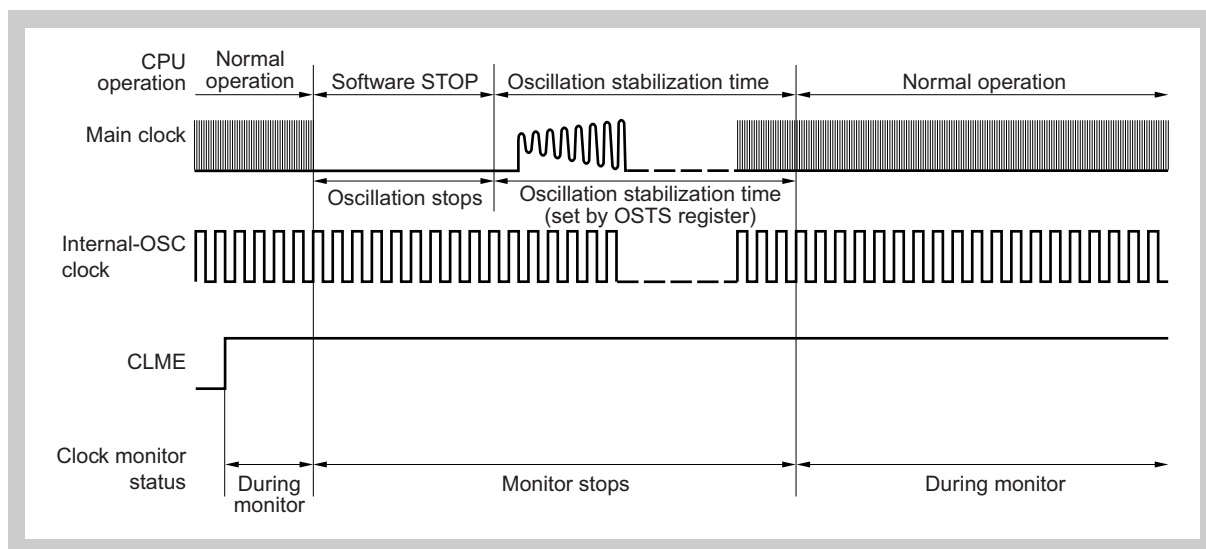 CPU
operation
Normal
operation
Software STOP
Oscillation stabilization time
Normal operation
Main clock
Oscillation stops
Oscillation stabilization time
(set by OSTS register)
Internal-OSC
clock
CLME
Clock monitor
status
During
monitor
Monitor stops
During monitor